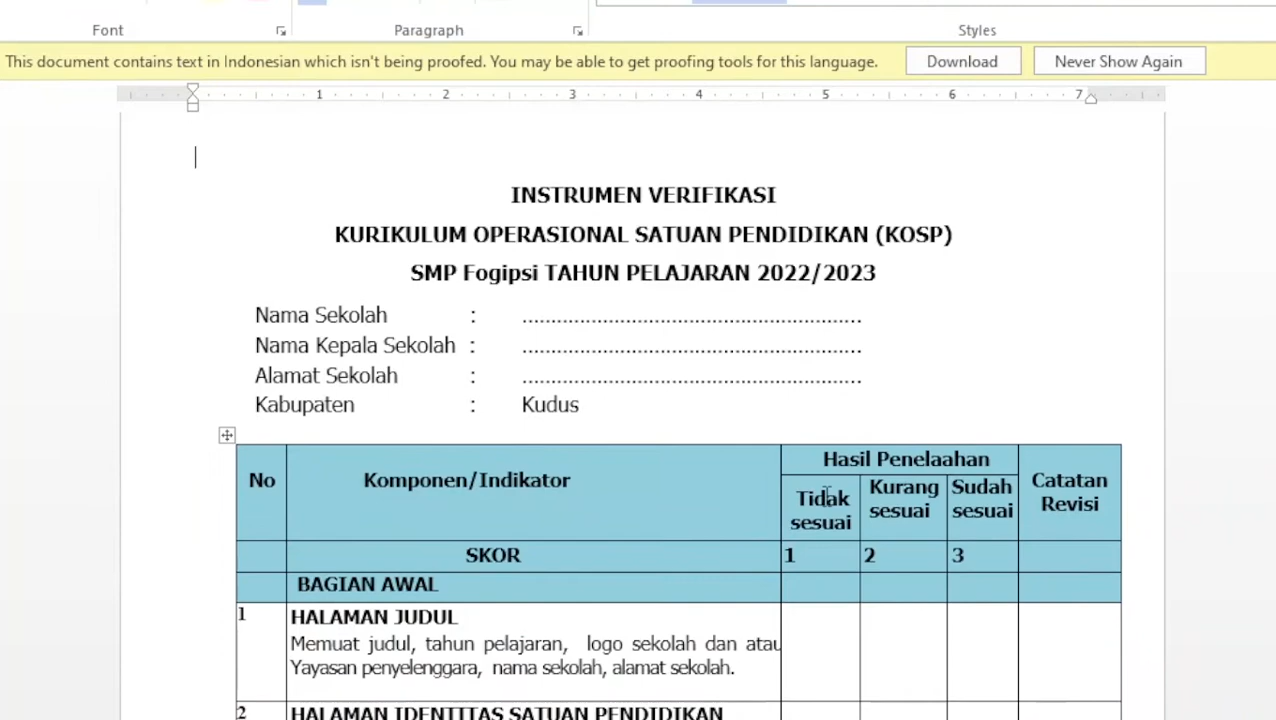 Font Paragraph Styles
This document contains text in Indonesian which isn't being proofed. You may be able to get proofing tools for this language. Download Never Show Again
1 2 3 4 5 6 7
INSTRUMEN VERIFIKASI
KURIKULUM OPERASIONAL SATUAN PENDIDIKAN (KOSP)
SMP Fogipsi TAHUN PELAJARAN 2022/2023
Nama Sekolah : ..........................................................
Nama Kepala Sekolah : ..........................................................
Alamat Sekolah : ..........................................................
Kabupaten : Kudus
No Komponen/Indikator Hasil Penelaahan Catatan Revisi
Tidak sesuai Kurang sesuai Sudah sesuai
SKOR 1 2 3
BAGIAN AWAL
1 HALAMAN JUDUL
Memuat judul, tahun pelajaran, logo sekolah dan atau
Yayasan penyelenggara, nama sekolah, alamat sekolah.
2 HALAMAN IDENTITAS SATUAN PENDIDIKAN